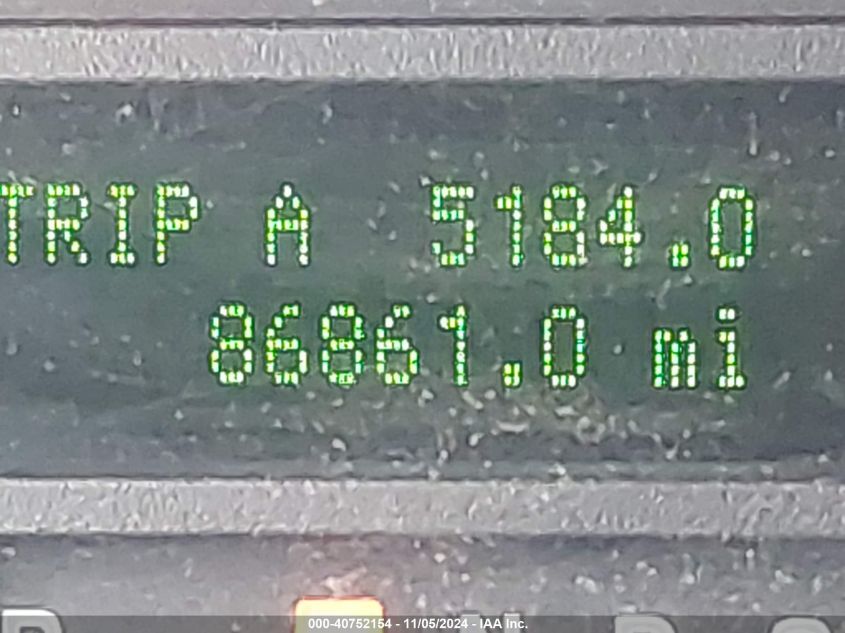 TRIP A 5184.0
86861.0 mi
000-40752154 - 11/05/2024 - IAA Inc.